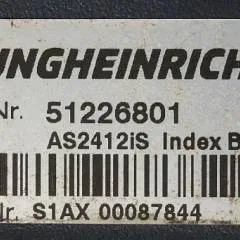 UNGHEINRICH
Nr. 51226801
AS2412iS Index B
Nr. S1AX 00087844